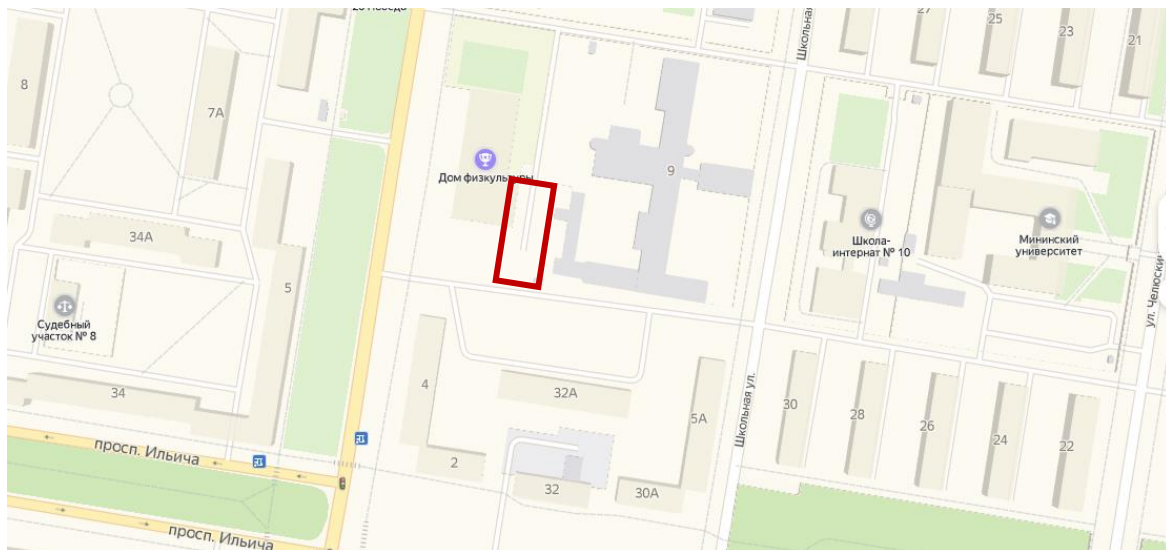 27
25
23
21
Школьная
8
7А
Дом физкультуры
9
Школа-
интернат № 10
Мининский
университет
34А
5
Судебный
участок № 8
ул. Челюскин
34
4
32А
5А
Школьная ул.
30
28
26
24
22
просп. Ильича
2
32
30А
просп. Ильича